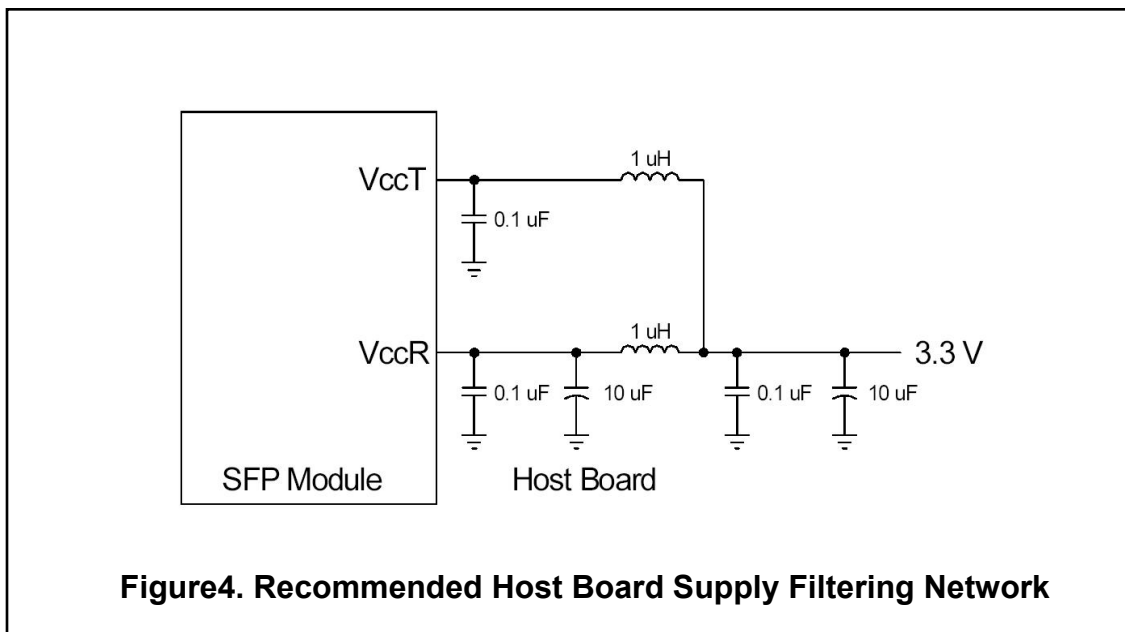 1 uH
VccT
0.1 uF
1 uH
VccR
3.3 V
0.1 uF
10 uF
0.1 uF
10 uF
SFP Module
Host Board
Figure4. Recommended Host Board Supply Filtering Network